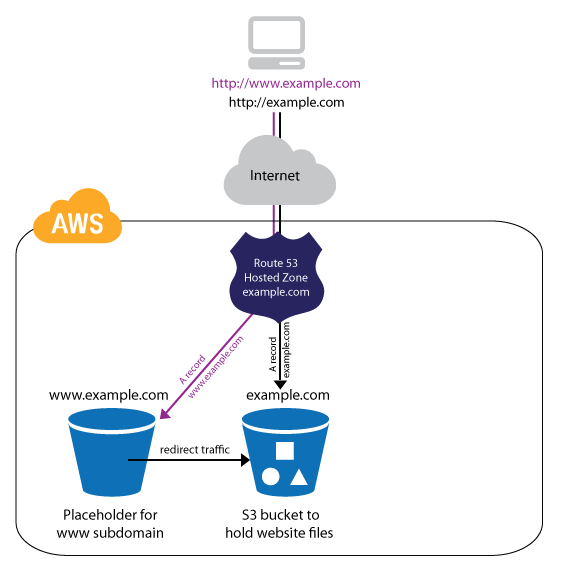 http://www.example.com
http://example.com
Internet
AWS
Route 53
Hosted Zone
example.com
A record
www.example.com
A record
example.com
www.example.com
example.com
redirect traffic
Placeholder for
www subdomain
S3 bucket to
hold website files